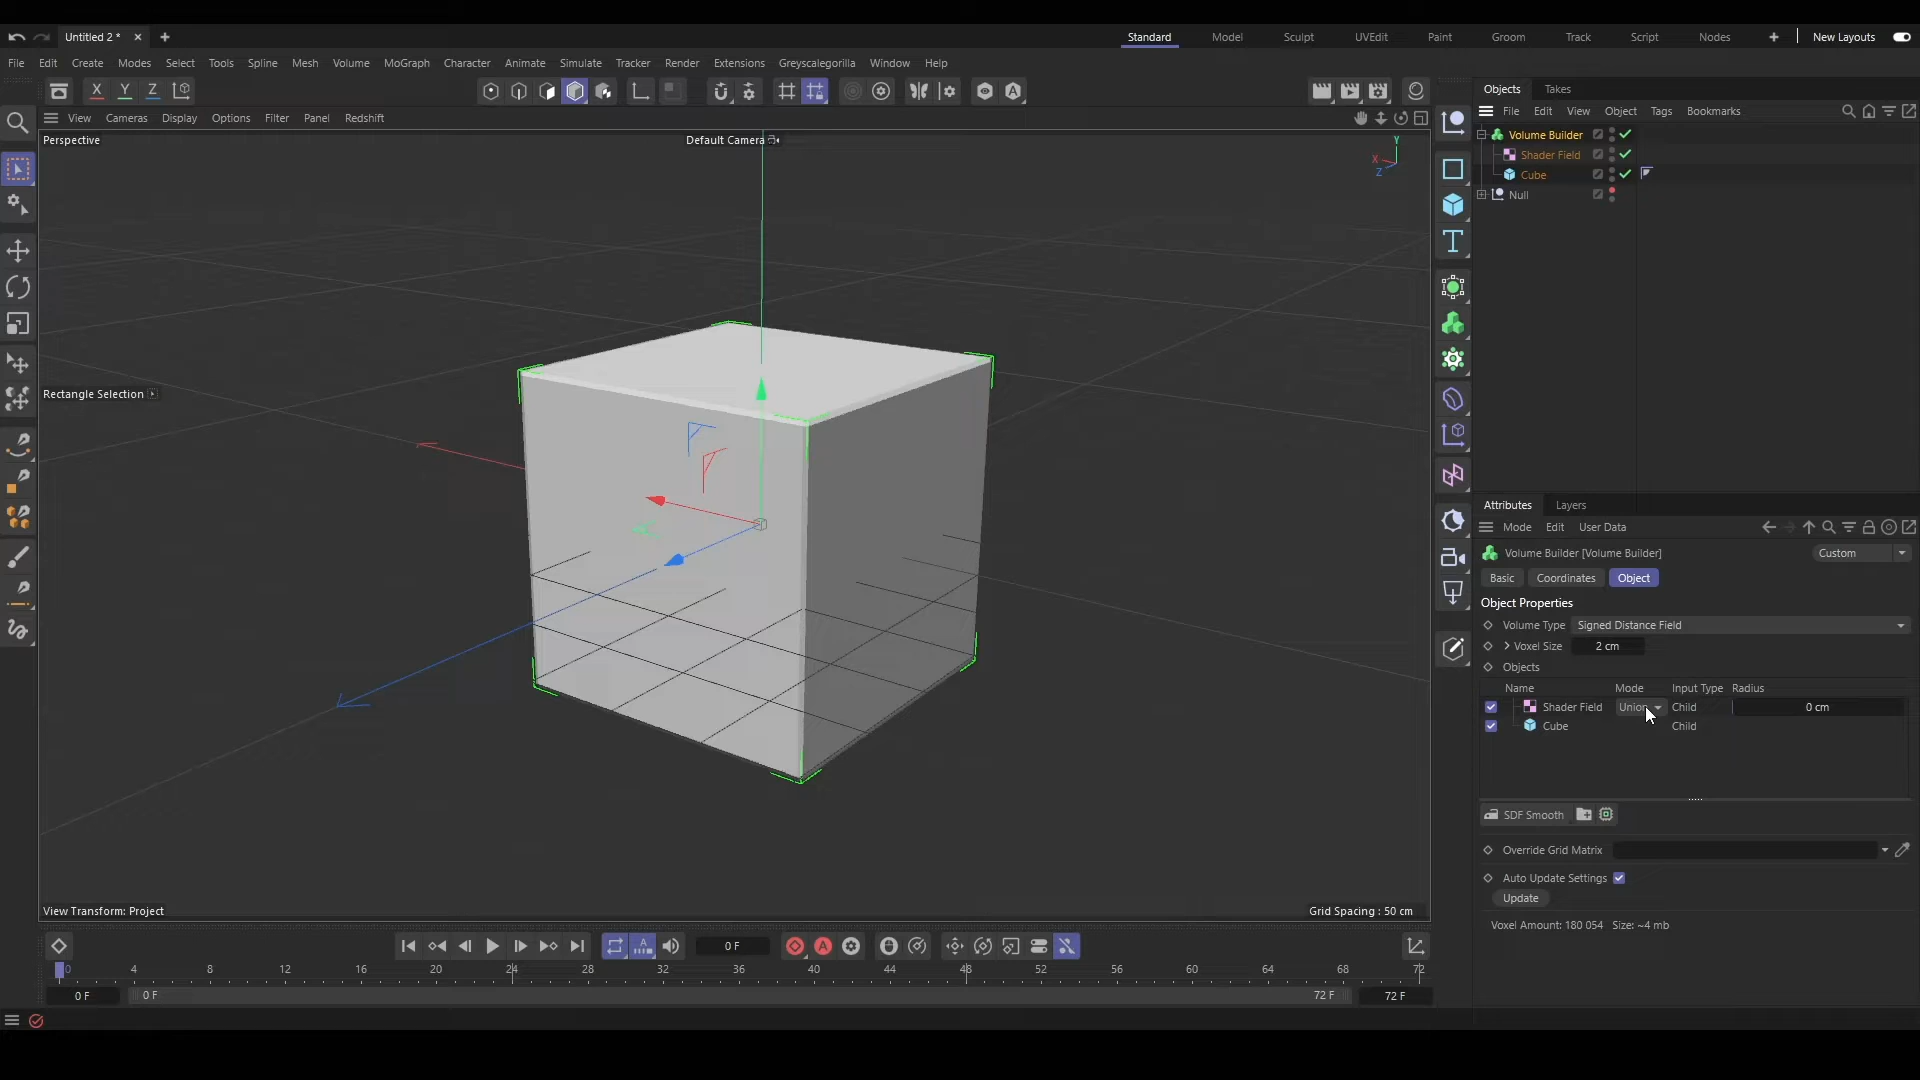 Untitled 2 *
Standard Model Sculpt UVEdit Paint Groom Track Script Nodes New Layouts
File Edit Create Modes Select Tools Spline Mesh Volume MoGraph Character Animate Simulate Tracker Render Extensions Greyscalegorilla Window Help
X Y Z
Objects Takes
File Edit View Object Tags Bookmarks
View Cameras Display Options Filter Panel Redshift
Perspective
Default Camera
Y
X
Z
Volume Builder
Shader Field
Cube
Null
Rectangle Selection
Attributes Layers
Mode Edit User Data
Volume Builder [Volume Builder] Custom
Basic Coordinates Object
Object Properties
Volume Type Signed Distance Field
Voxel Size 2 cm
Objects
Name Mode Input Type Radius
Shader Field Union Child 0 cm
Cube Child
SDF Smooth
Override Grid Matrix
Auto Update Settings
Update
Voxel Amount: 180 054 Size: ~4 mb
View Transform: Project
Grid Spacing : 50 cm
0 F
0 4 8 12 16 20 24 28 32 36 40 44 48 52 56 60 64 68 72
0 F 0 F 72 F 72 F